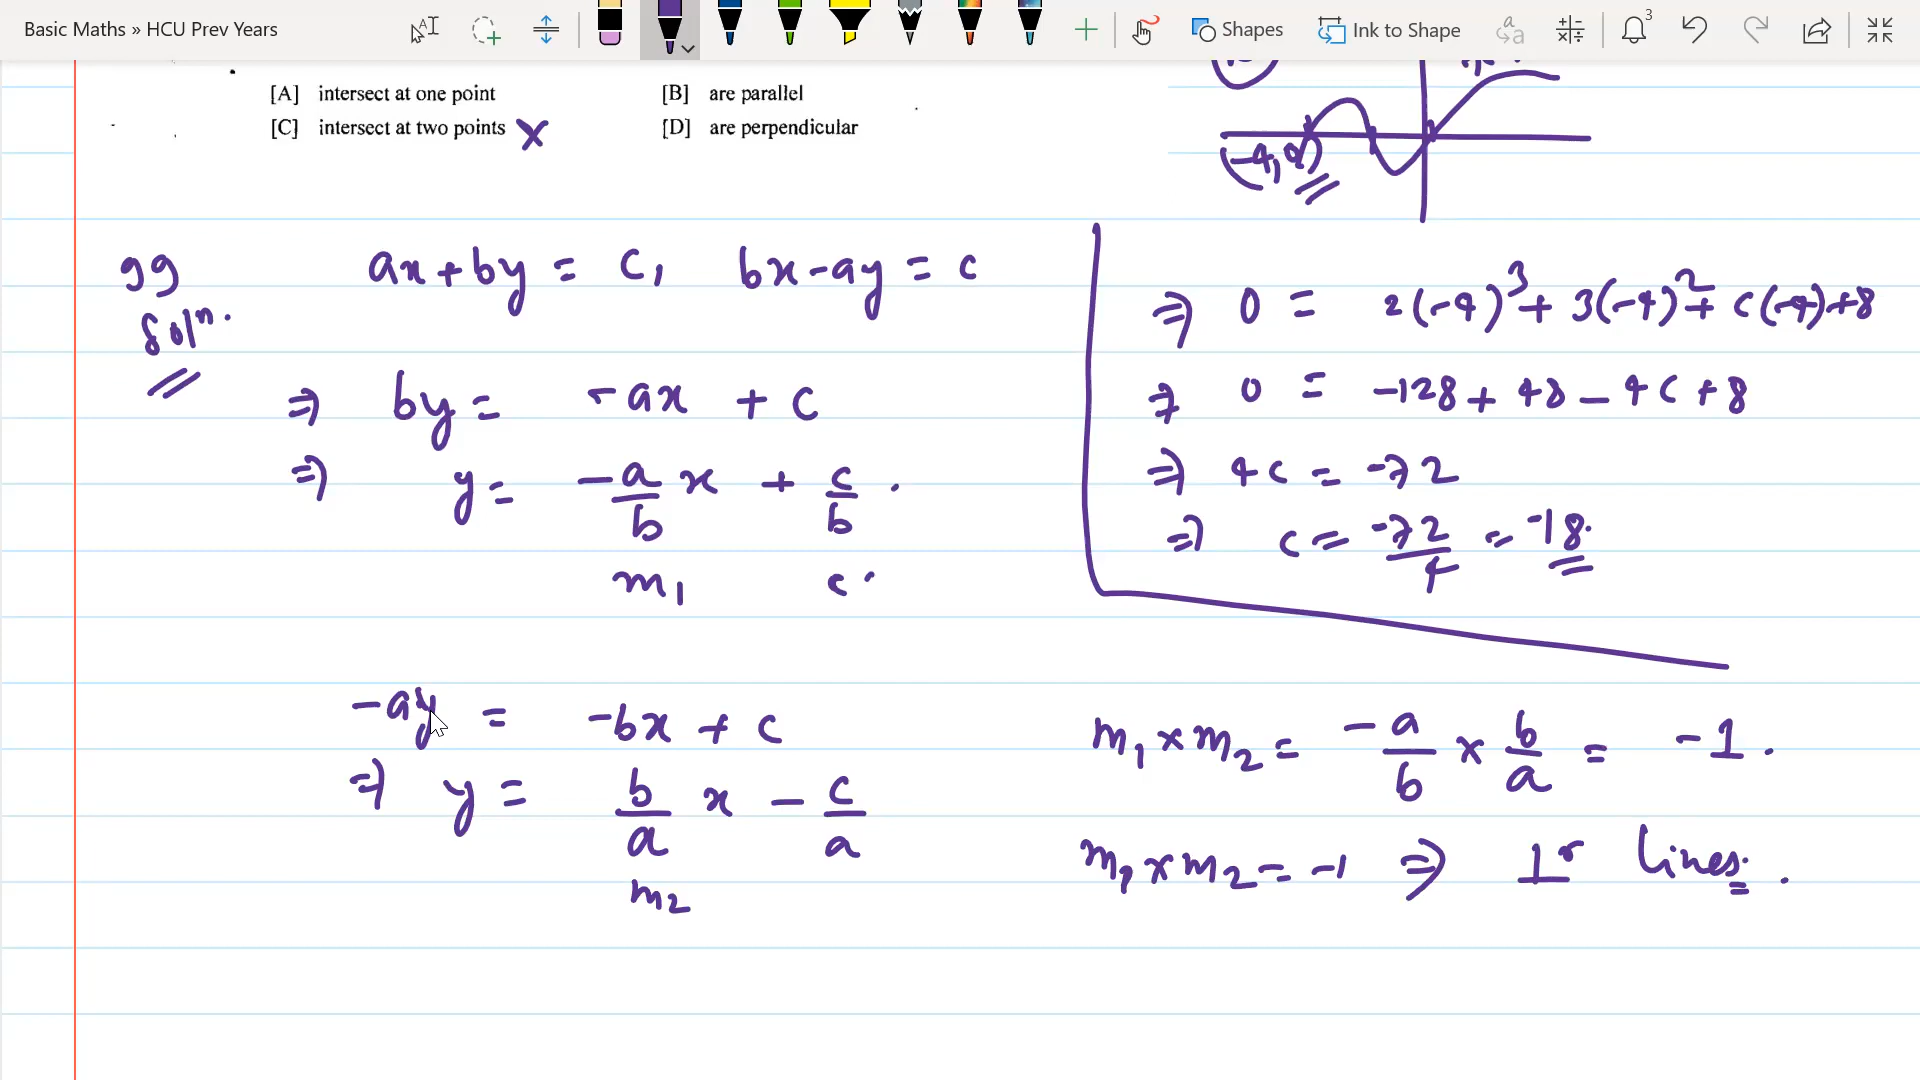 Basic Maths » HCU Prev Years
Shapes
Ink to Shape
3
[A] intersect at one point [B] are parallel
[C] intersect at two points X [D] are perpendicular
(-4, 0)
99 ax+by = c, bx-ay = c
Solⁿ.
⇒ by = -ax + c
⇒ y = -a/b x + c/b .
m₁ c
-ay = -bx + c
⇒ y = b/a x - c/a
m₂
⇒ 0 = 2(-4)³ + 3(-4)² + c(-4)+8
⇒ 0 = -128 + 48 - 4c + 8
⇒ 4c = -72
⇒ c = -72/4 = -18.
m₁ x m₂ = -a/b x b/a = -1 .
m₁ x m₂ = -1 ⇒ ⊥ʳ lines .